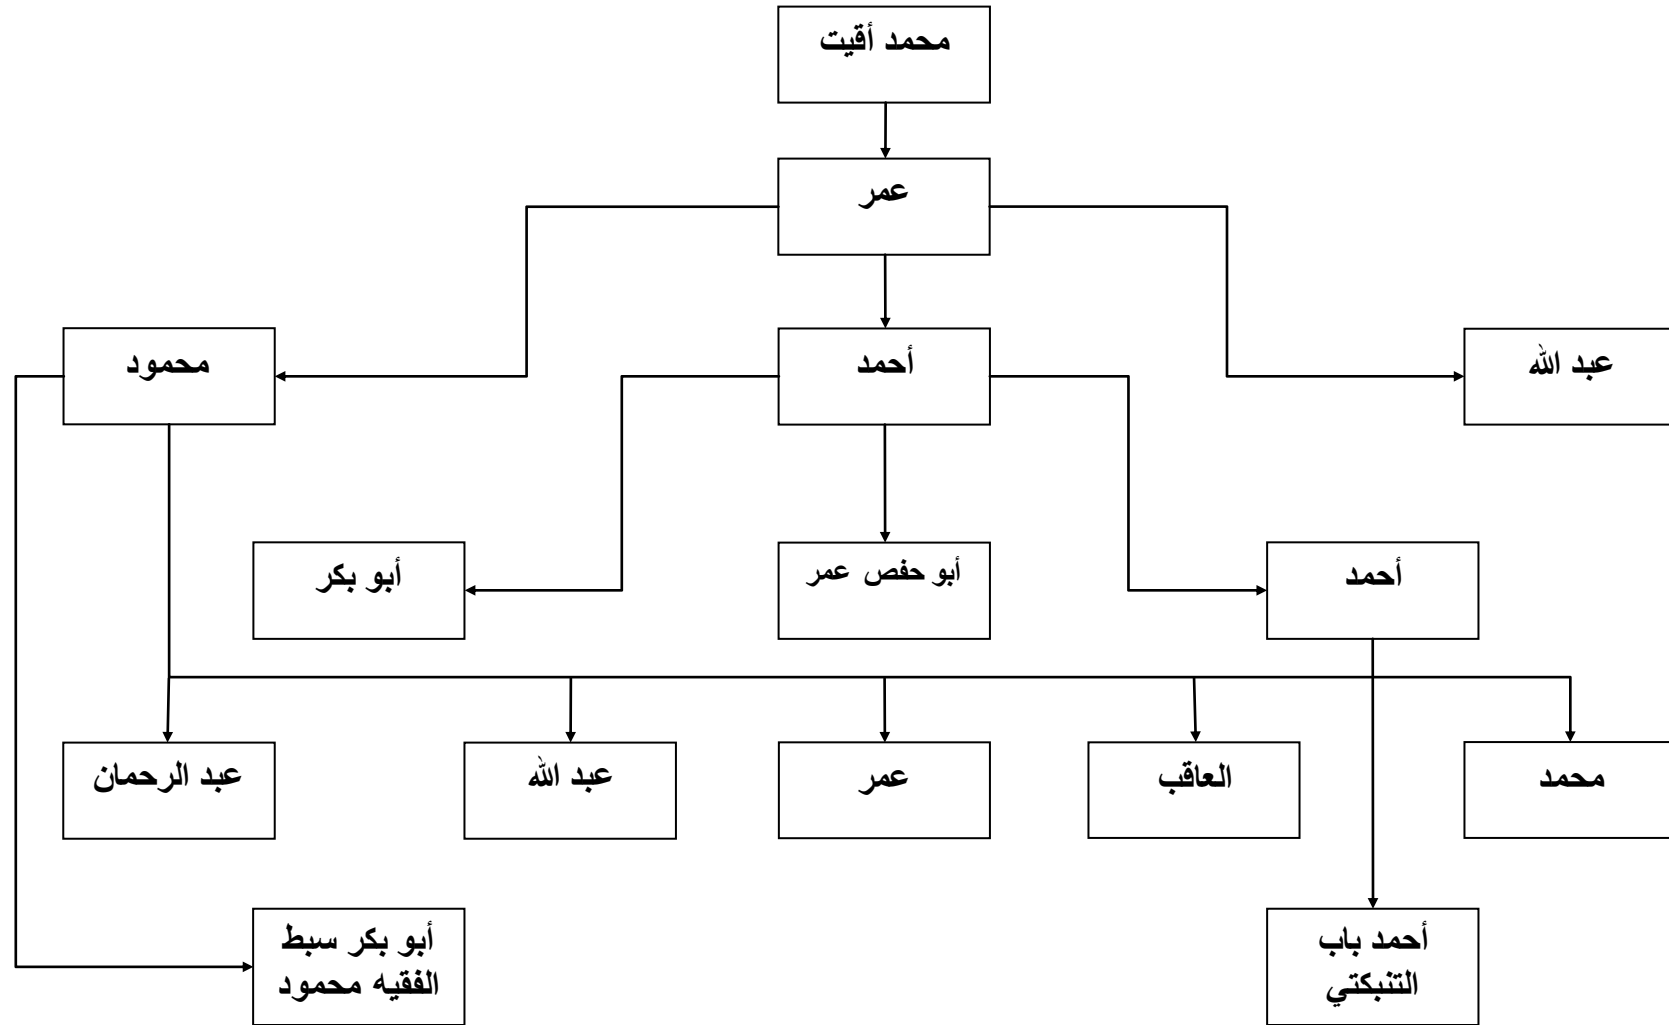 محمد أقيت
عمر
عبد الله
أحمد
محمود
أحمد
أبو حفص عمر
أبو بكر
محمد
العاقب
عمر
عبد الله
عبد الرحمان
أحمد باب
التنبكتي
أبو بكر سبط
الفقيه محمود